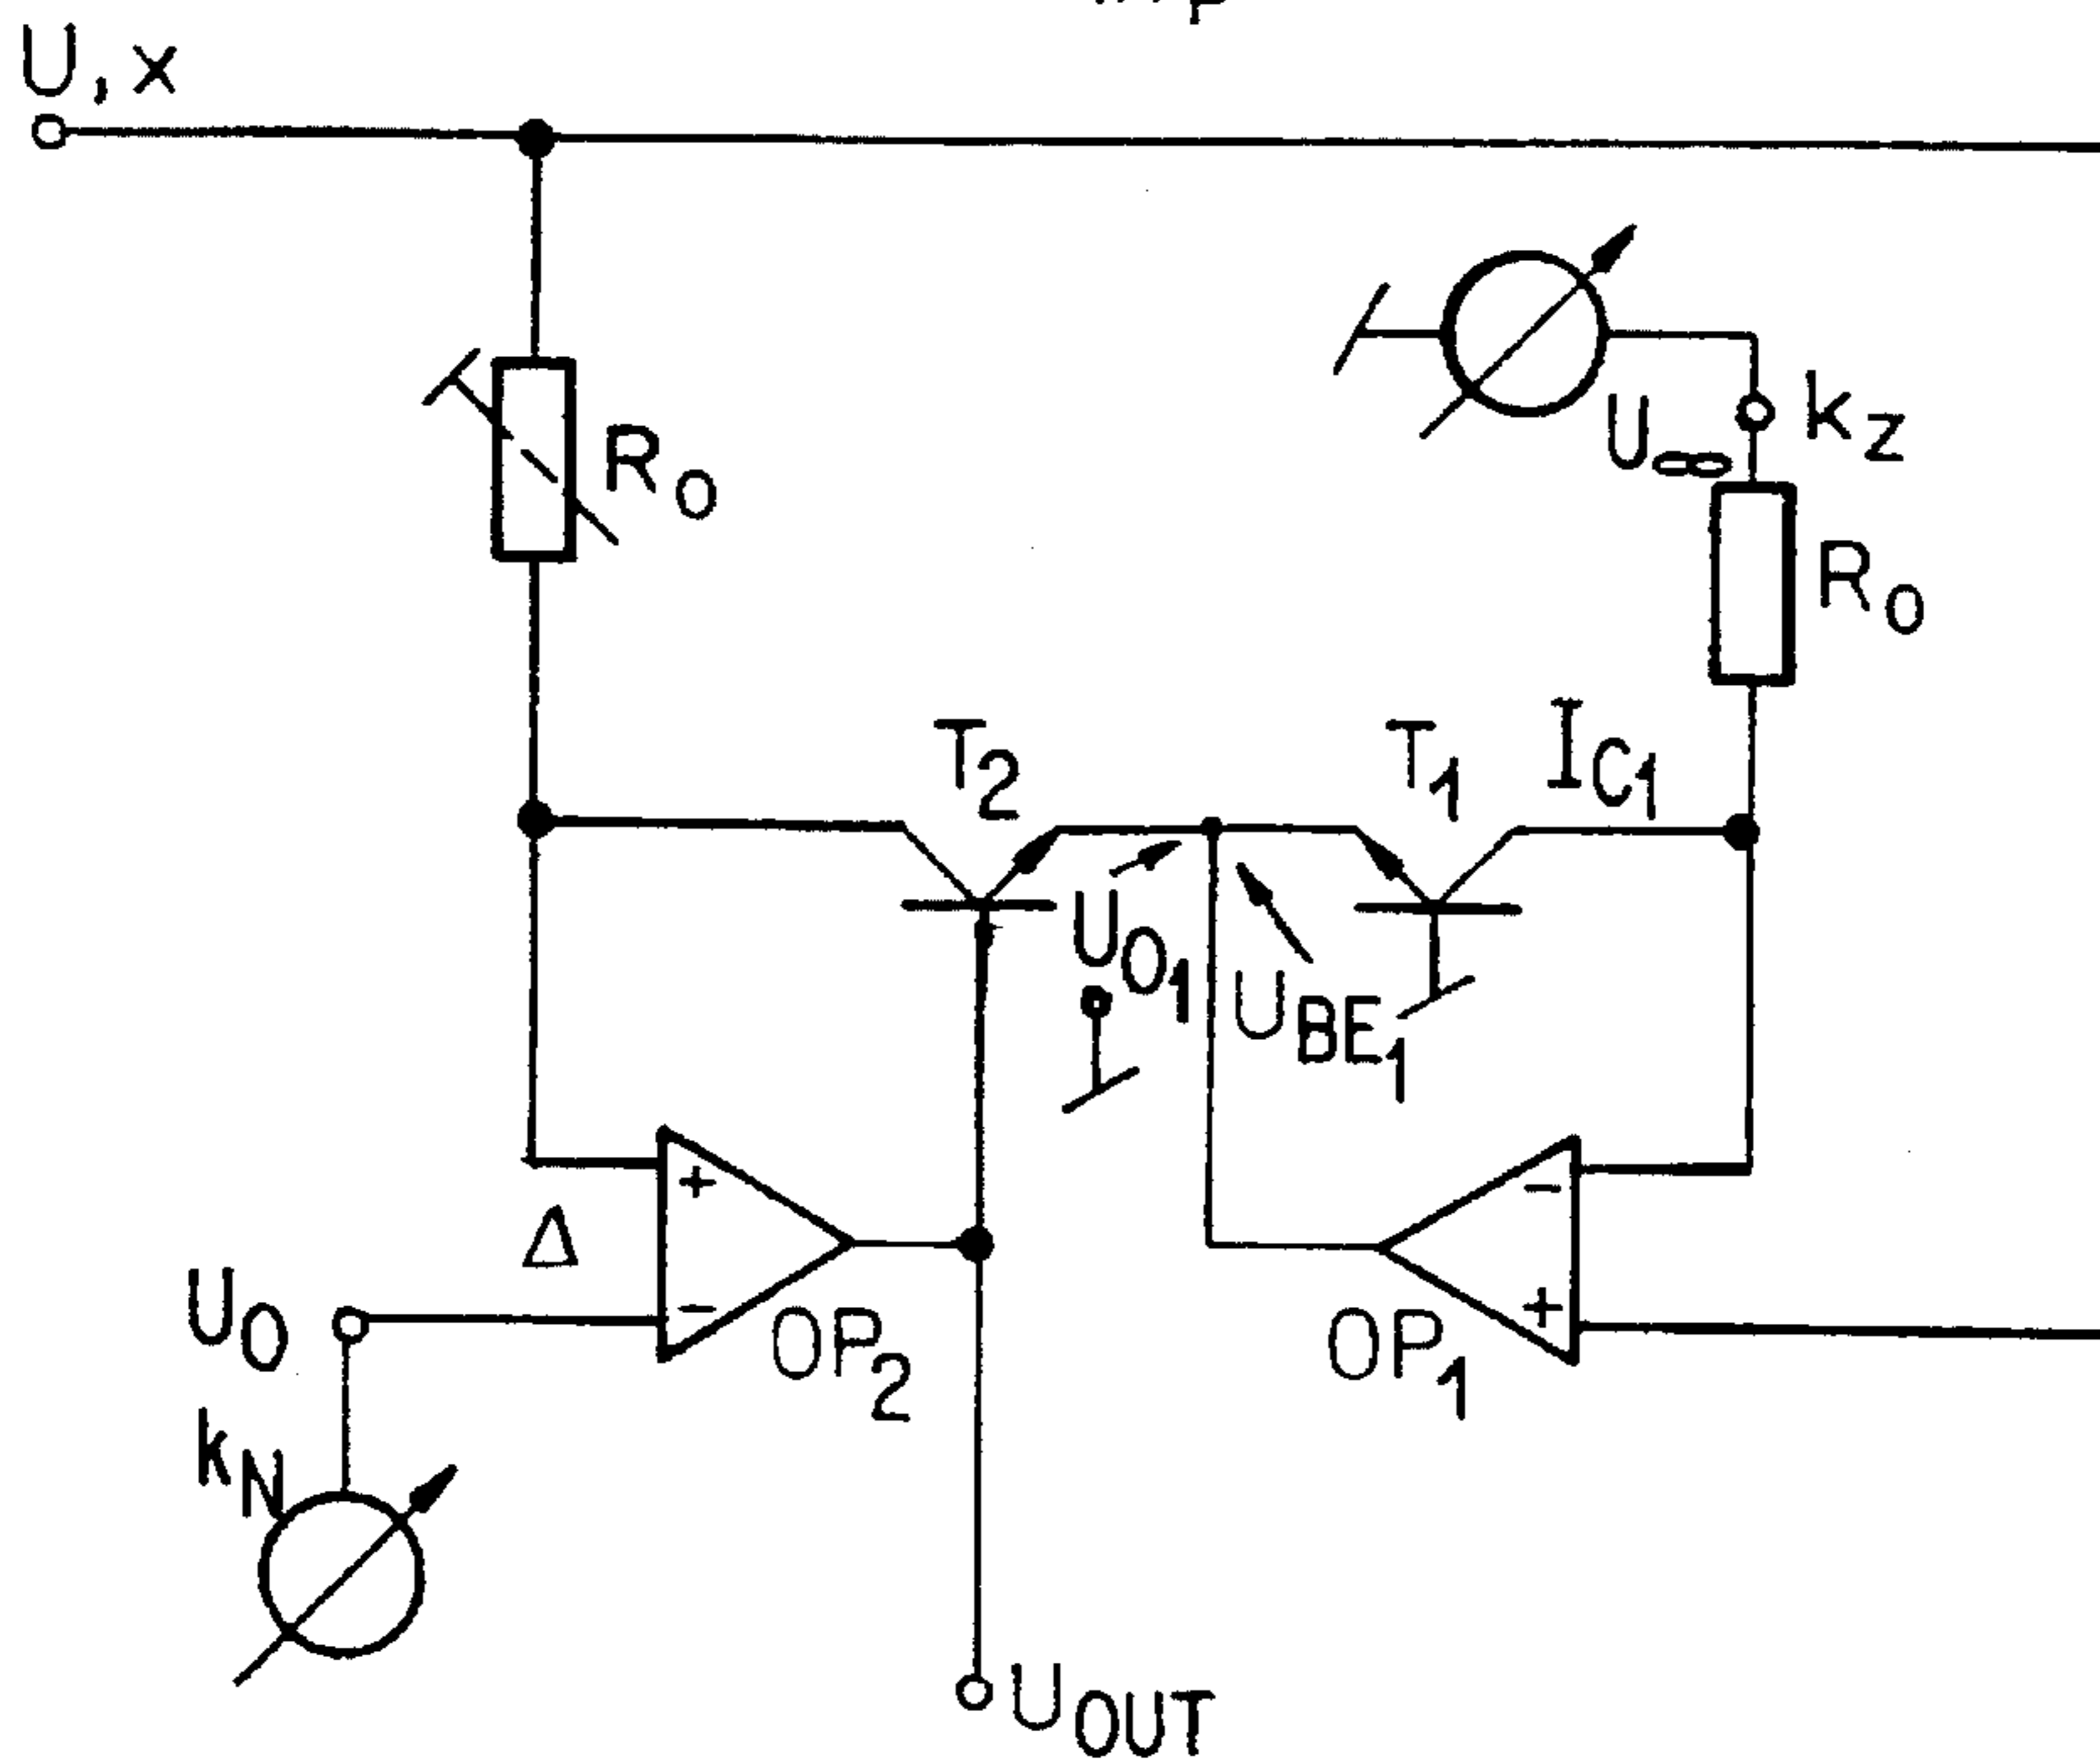 U, x
U∞
kZ
R0
R0
T2
T1
IC1
U01
UBE1
+
−
Δ
−
+
U0
OP2
OP1
kN
UOUT